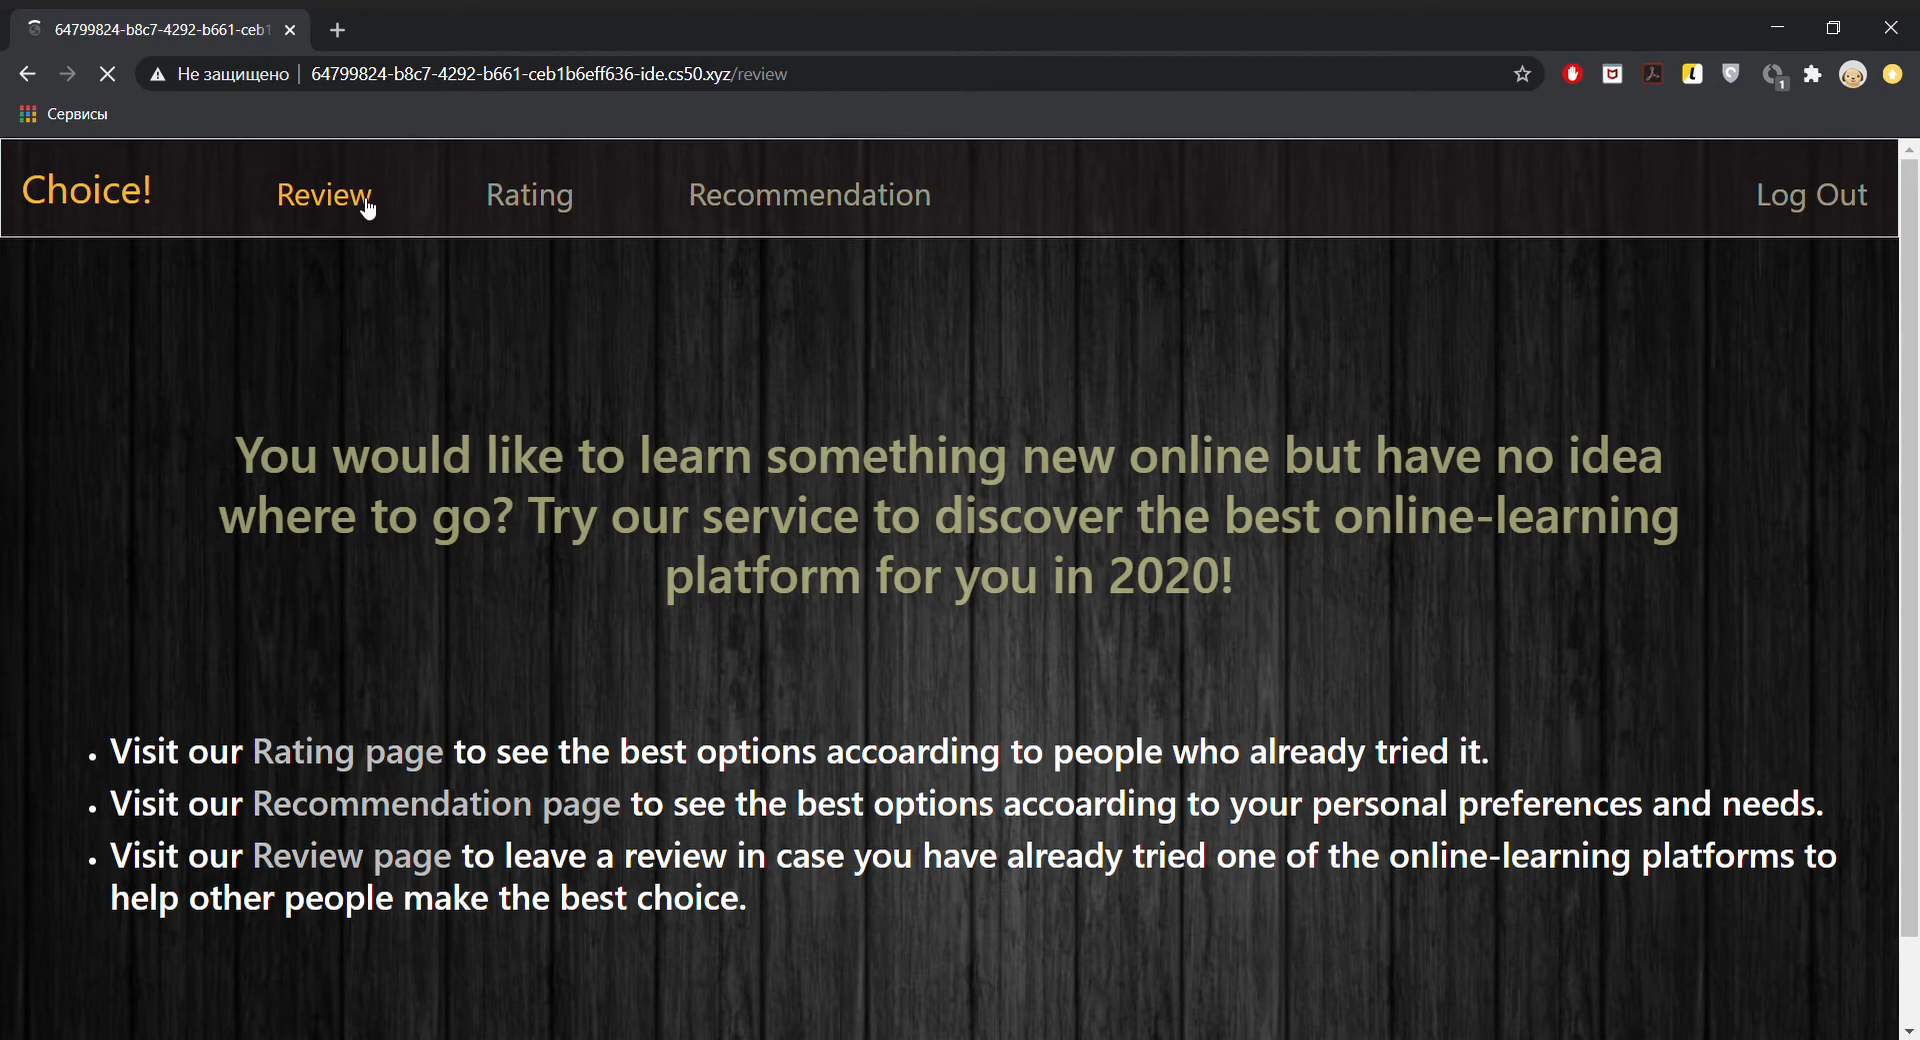 64799824-b8c7-4292-b661-ceb1
Не защищено 64799824-b8c7-4292-b661-ceb1b6eff636-ide.cs50.xyz/review
1
Сервисы
Choice! Review Rating Recommendation Log Out
You would like to learn something new online but have no idea
where to go? Try our service to discover the best online-learning
platform for you in 2020!
• Visit our Rating page to see the best options accoarding to people who already tried it.
• Visit our Recommendation page to see the best options accoarding to your personal preferences and needs.
• Visit our Review page to leave a review in case you have already tried one of the online-learning platforms to
help other people make the best choice.